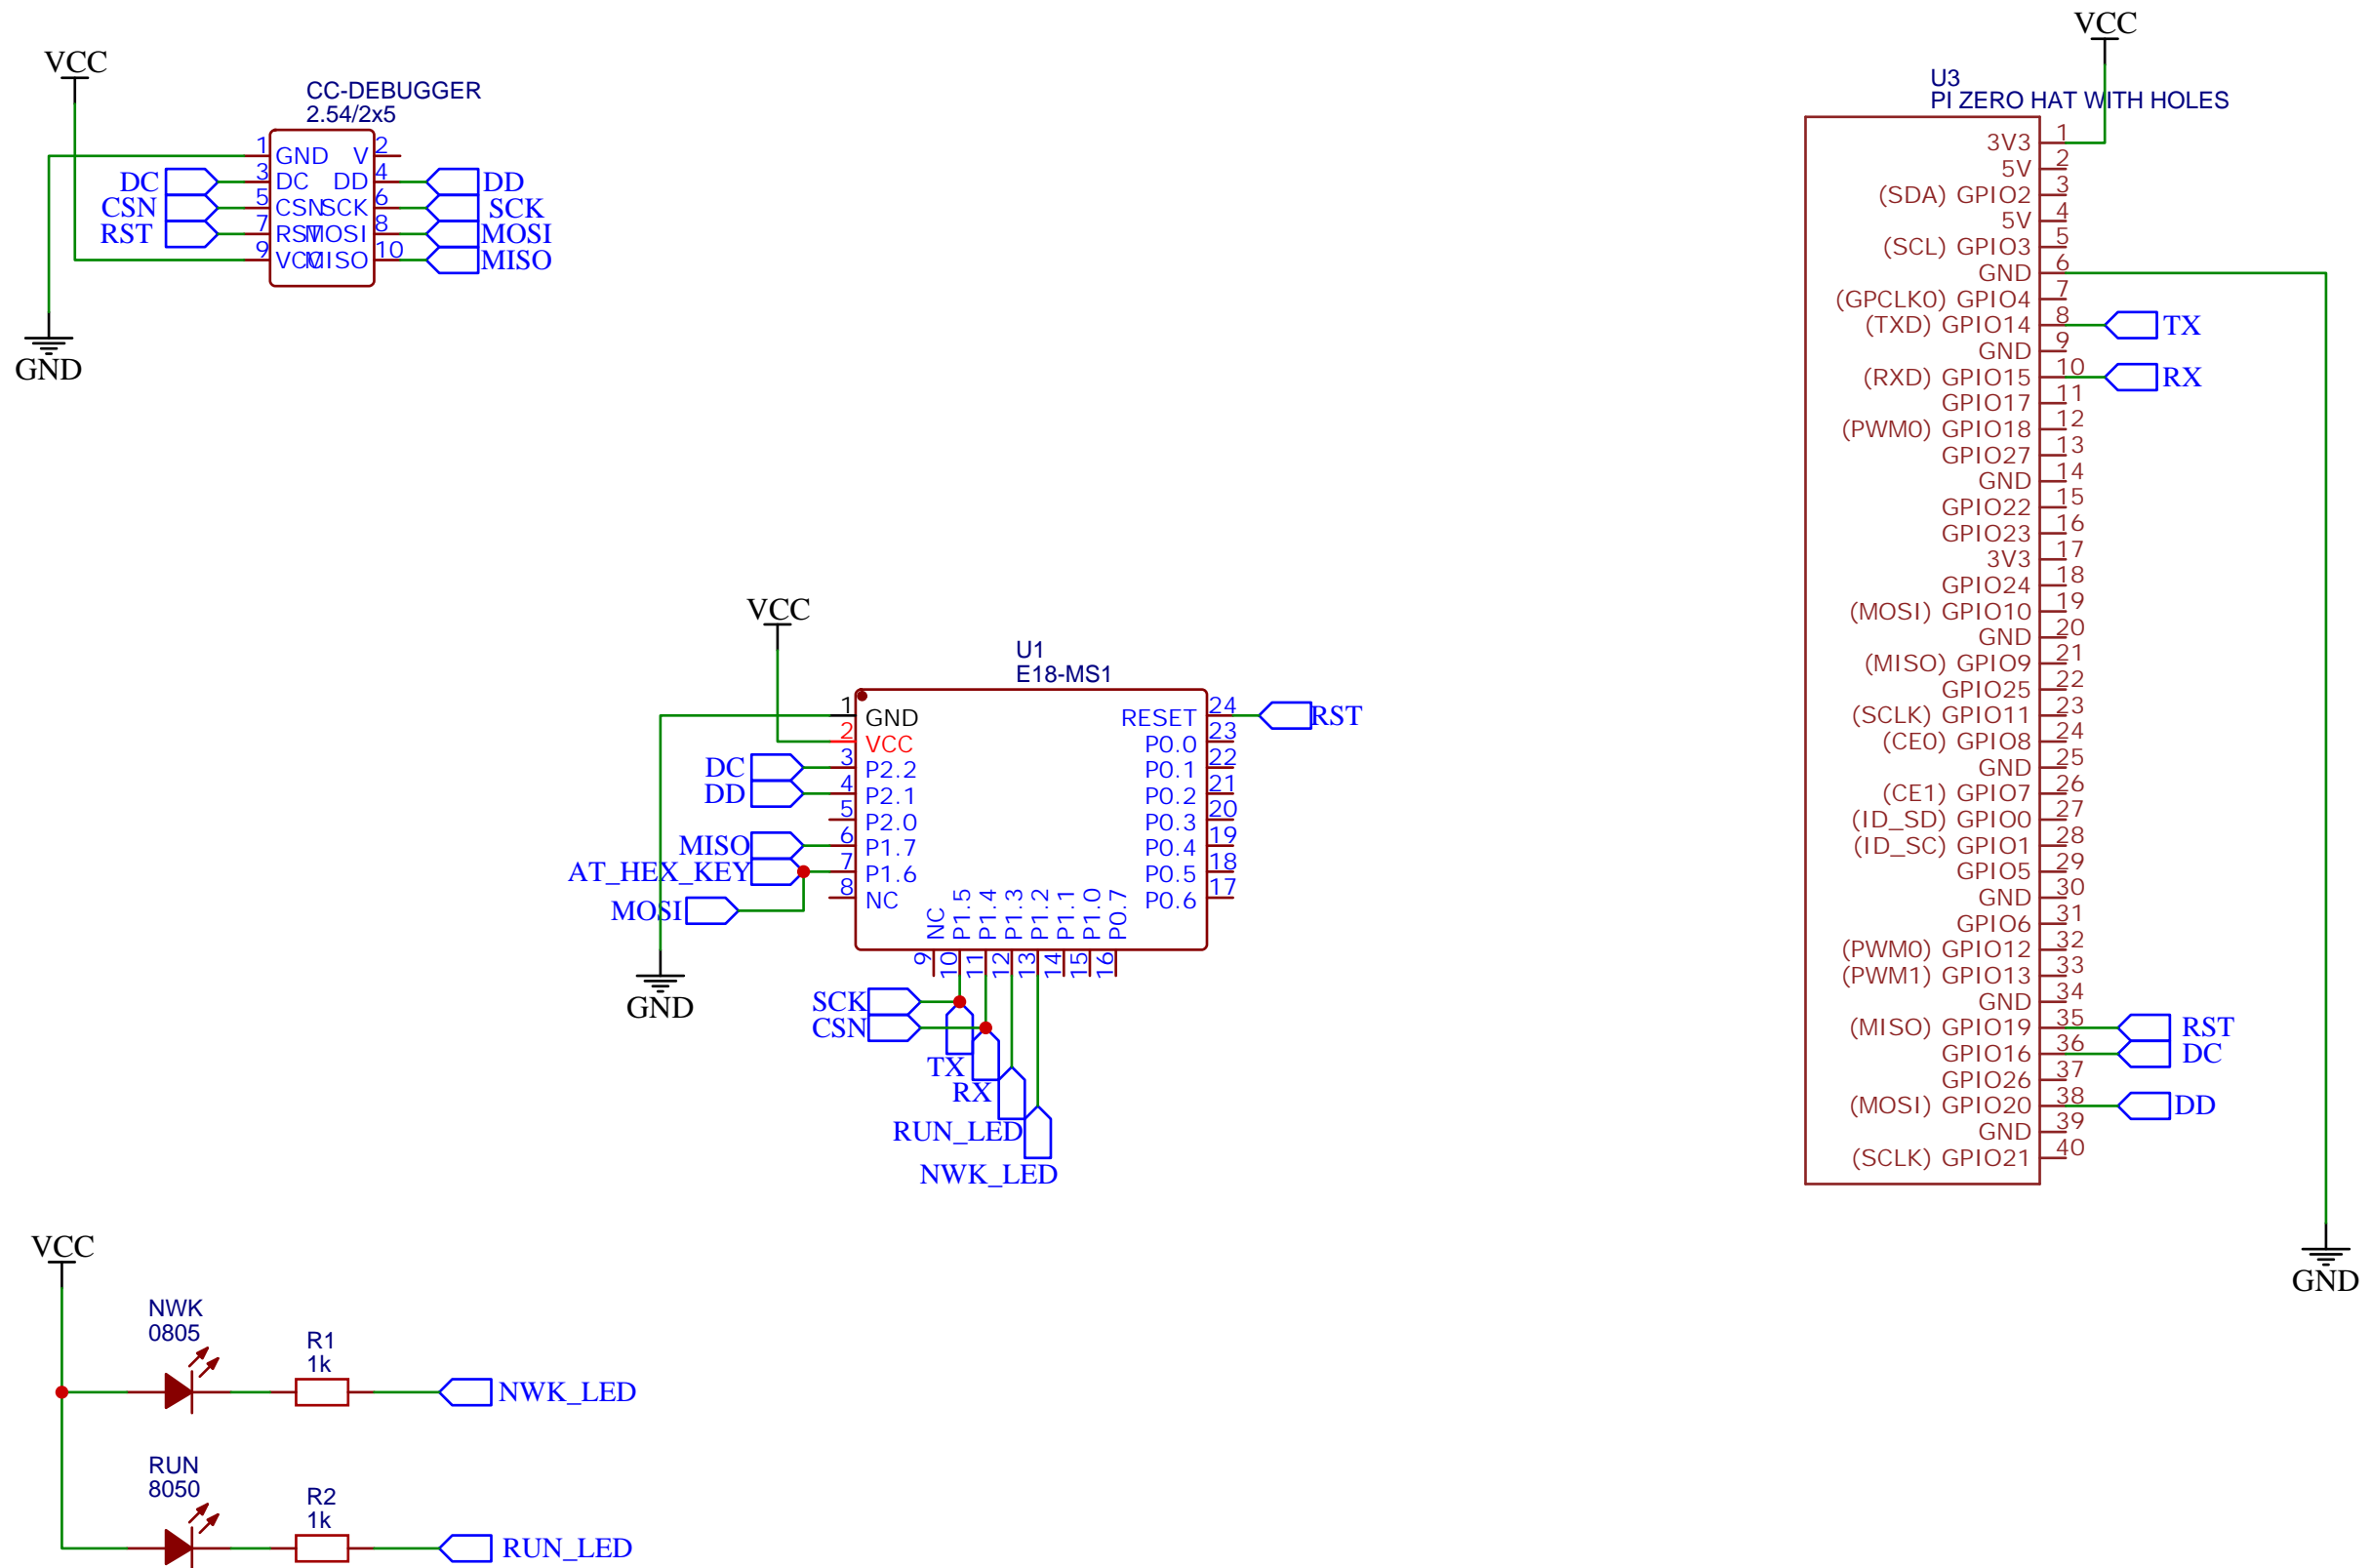 VCC
CC-DEBUGGER
2.54/2x5
1 GND V 2
DC 3 DC DD 4 DD
CSN 5 CSN SCK 6 SCK
RST 7 RST MOSI 8 MOSI
9 VCC MISO 10 MISO
GND
VCC
U1
E18-MS1
1 GND RESET 24 RST
2 VCC P0.0 23
DC 3 P2.2 P0.1 22
DD 4 P2.1 P0.2 21
5 P2.0 P0.3 20
MISO 6 P1.7 P0.4 19
AT_HEX_KEY 7 P1.6 P0.5 18
8 NC P0.6 17
MOSI
NC P1.5 P1.4 P1.3 P1.2 P1.1 P1.0 P0.7
9 10 11 12 13 14 15 16
GND
SCK
CSN
TX
RX
RUN_LED
NWK_LED
VCC
U3
PI ZERO HAT WITH HOLES
3V3 1
5V 2
(SDA) GPIO2 3
5V 4
(SCL) GPIO3 5
GND 6
(GPCLK0) GPIO4 7
(TXD) GPIO14 8 TX
GND 9
(RXD) GPIO15 10 RX
GPIO17 11
(PWM0) GPIO18 12
GPIO27 13
GND 14
GPIO22 15
GPIO23 16
3V3 17
GPIO24 18
(MOSI) GPIO10 19
GND 20
(MISO) GPIO9 21
GPIO25 22
(SCLK) GPIO11 23
(CE0) GPIO8 24
GND 25
(CE1) GPIO7 26
(ID_SD) GPIO0 27
(ID_SC) GPIO1 28
GPIO5 29
GND 30
GPIO6 31
(PWM0) GPIO12 32
(PWM1) GPIO13 33
GND 34
(MISO) GPIO19 35 RST
GPIO16 36 DC
GPIO26 37
(MOSI) GPIO20 38 DD
GND 39
(SCLK) GPIO21 40
GND
VCC
NWK
0805
R1
1k
NWK_LED
RUN
8050
R2
1k
RUN_LED